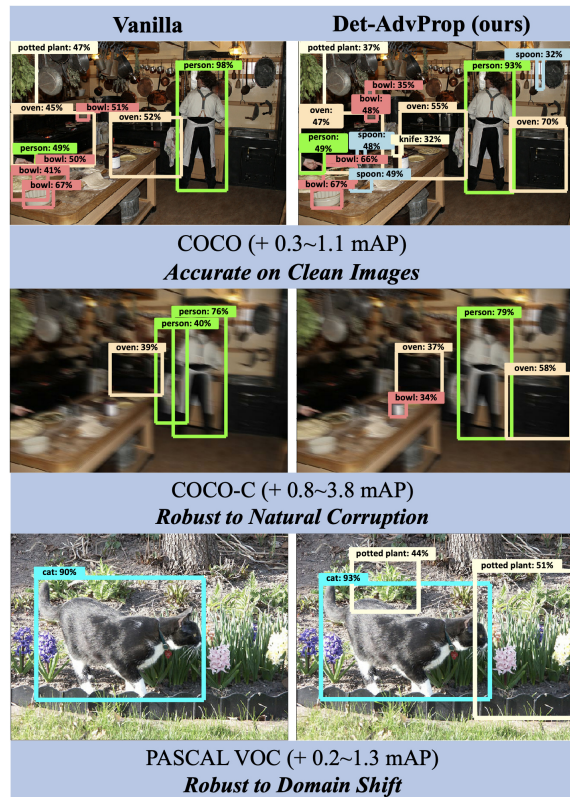 Vanilla
Det-AdvProp (ours)
potted plant: 47%
person: 98%
oven: 45%
bowl: 51%
oven: 52%
person: 49%
bowl: 50%
bowl: 41%
bowl: 67%
potted plant: 37%
spoon: 32%
person: 93%
bowl: 35%
bowl: 48%
oven: 55%
oven: 47%
oven: 70%
person: 49%
spoon: 48%
knife: 32%
bowl: 66%
spoon: 49%
bowl: 67%
COCO (+ 0.3~1.1 mAP)
Accurate on Clean Images
person: 76%
person: 40%
oven: 39%
person: 79%
oven: 37%
oven: 58%
bowl: 34%
COCO-C (+ 0.8~3.8 mAP)
Robust to Natural Corruption
cat: 90%
potted plant: 44%
potted plant: 51%
cat: 93%
PASCAL VOC (+ 0.2~1.3 mAP)
Robust to Domain Shift